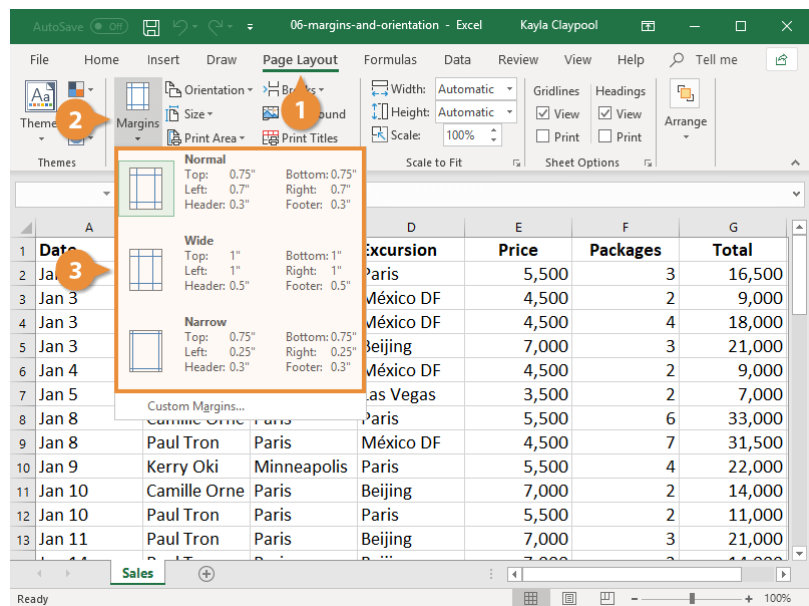 AutoSave Off 06-margins-and-orientation - Excel Kayla Claypool
File Home Insert Draw Page Layout Formulas Data Review View Help Tell me
Orientation Width: Automatic Gridlines Headings
1
2 Margins Size Height: Automatic View View Arrange
Print Area Print Titles Scale: 100% Print Print
Themes Scale to Fit Sheet Options
Normal
Top: 0.75" Bottom: 0.75"
Left: 0.7" Right: 0.7"
Header: 0.3" Footer: 0.3"
Wide
Top: 1" Bottom: 1"
Left: 1" Right: 1"
Header: 0.5" Footer: 0.5"
Narrow
Top: 0.75" Bottom: 0.75"
Left: 0.25" Right: 0.25"
Header: 0.3" Footer: 0.3"
Custom Margins...
3
A D E F G
1 Date Excursion Price Packages Total
2 Paris 5,500 3 16,500
3 Jan 3 México DF 4,500 2 9,000
4 Jan 3 México DF 4,500 4 18,000
5 Jan 3 Beijing 7,000 3 21,000
6 Jan 4 México DF 4,500 2 9,000
7 Jan 5 Las Vegas 3,500 2 7,000
8 Jan 8 Camille Orne Paris Paris 5,500 6 33,000
9 Jan 8 Paul Tron Paris México DF 4,500 7 31,500
10 Jan 9 Kerry Oki Minneapolis Paris 5,500 4 22,000
11 Jan 10 Camille Orne Paris Beijing 7,000 2 14,000
12 Jan 10 Paul Tron Paris Paris 5,500 2 11,000
13 Jan 11 Paul Tron Paris Beijing 7,000 3 21,000
Sales
Ready 100%